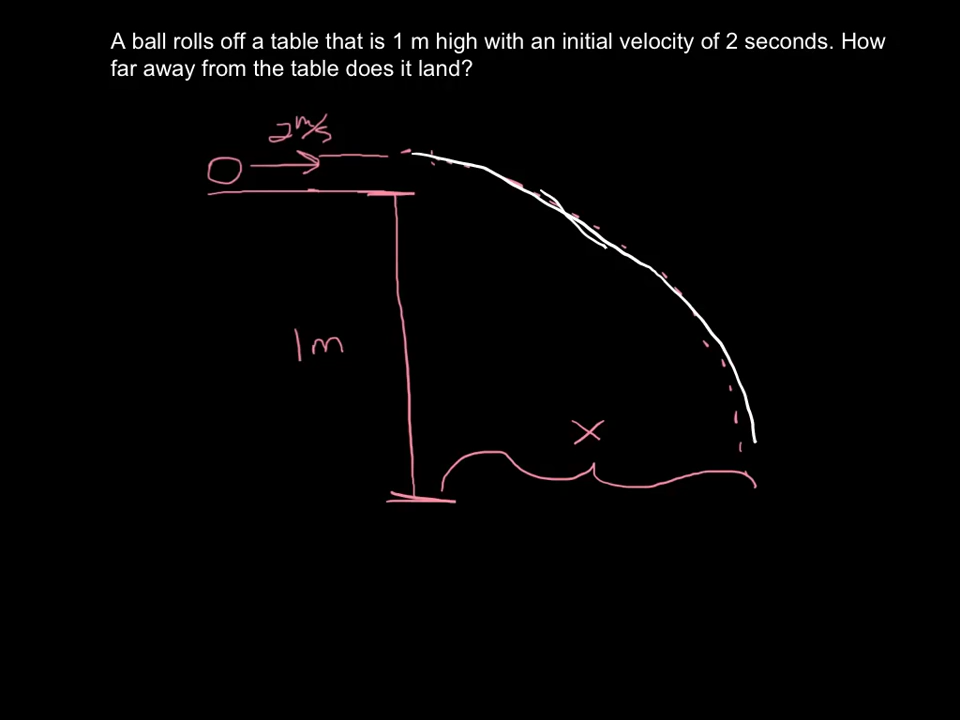 A ball rolls off a table that is 1 m high with an initial velocity of 2 seconds. How
far away from the table does it land?
2 m/s
1m
X